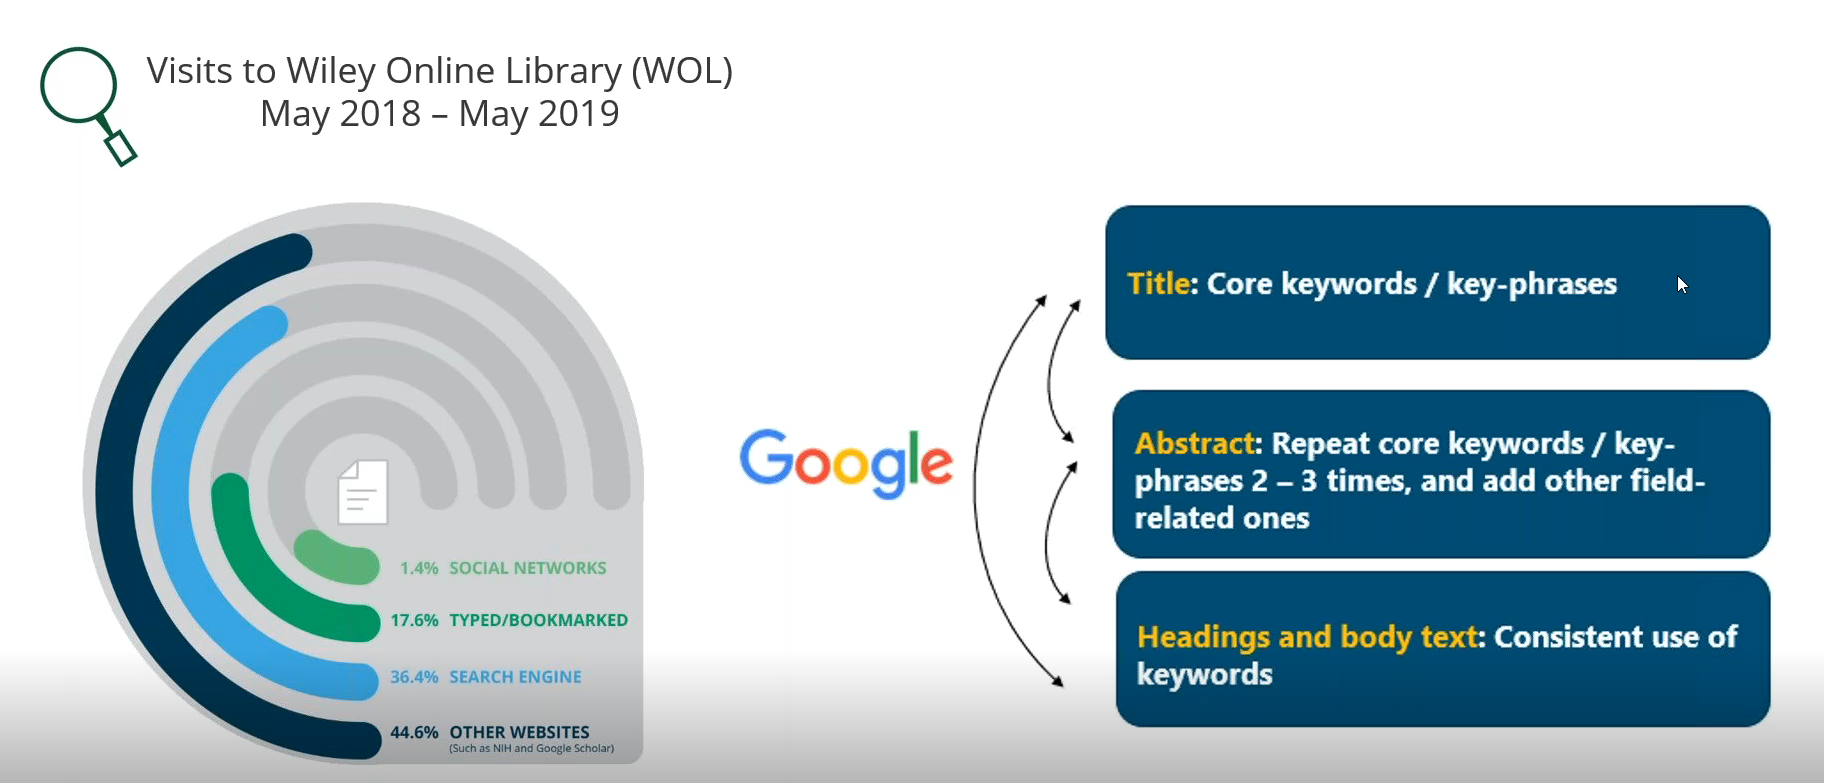 Visits to Wiley Online Library (WOL)
May 2018 – May 2019
1.4% SOCIAL NETWORKS
17.6% TYPED/BOOKMARKED
36.4% SEARCH ENGINE
44.6% OTHER WEBSITES
(Such as NIH and Google Scholar)
Google
Title: Core keywords / key-phrases
Abstract: Repeat core keywords / key-
phrases 2 – 3 times, and add other field-
related ones
Headings and body text: Consistent use of
keywords